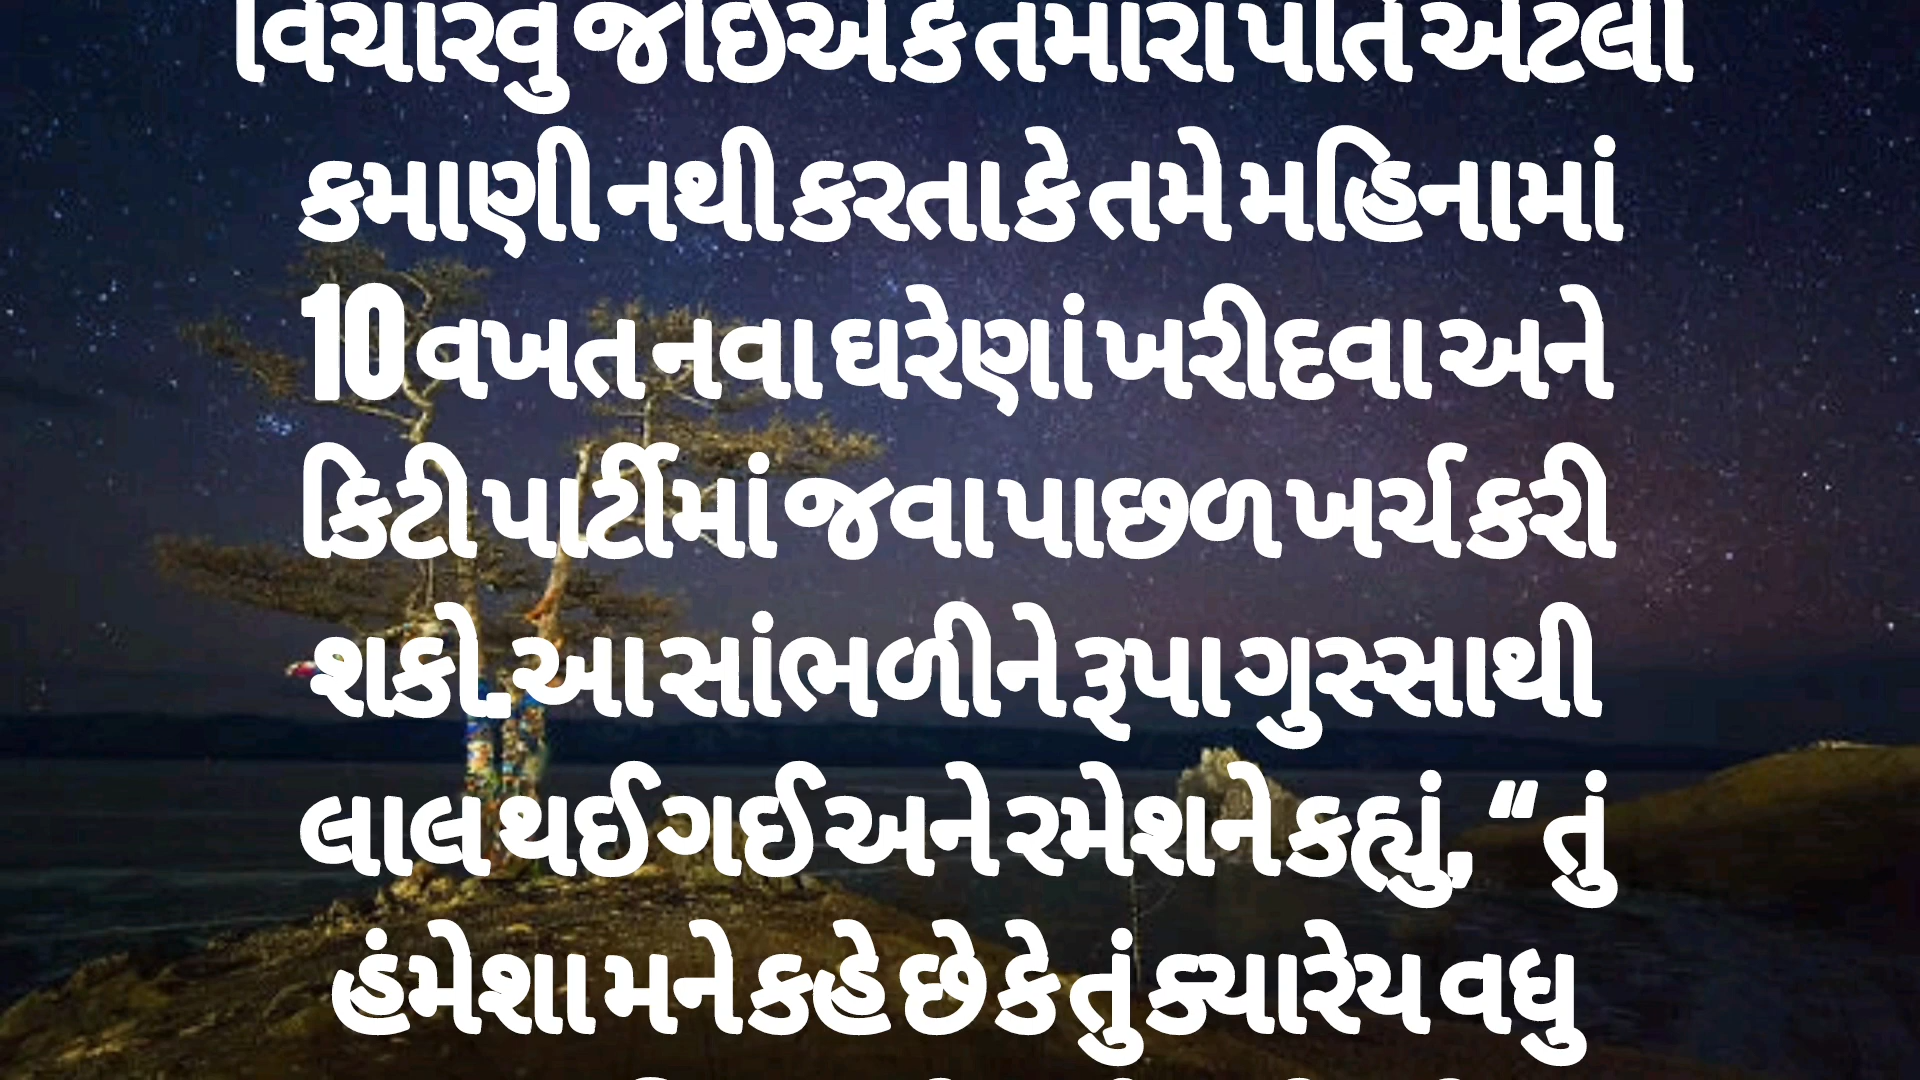 વિચારવું જોઇએ કે તમારા પતિ એટલી
કમાણી નથી કરતા કે તમે મહિનામાં
10 વખત નવા ઘરેણાં ખરીદવા અને
કિટી પાર્ટીમાં જવા પાછળ ખર્ચ કરી
શકો. આ સાંભળીને રૂપા ગુસ્સાથી
લાલ થઈ ગઈ અને રમેશને કહ્યું, “ તું
હંમેશા મને કહે છે કે તું ક્યારેય વધુ